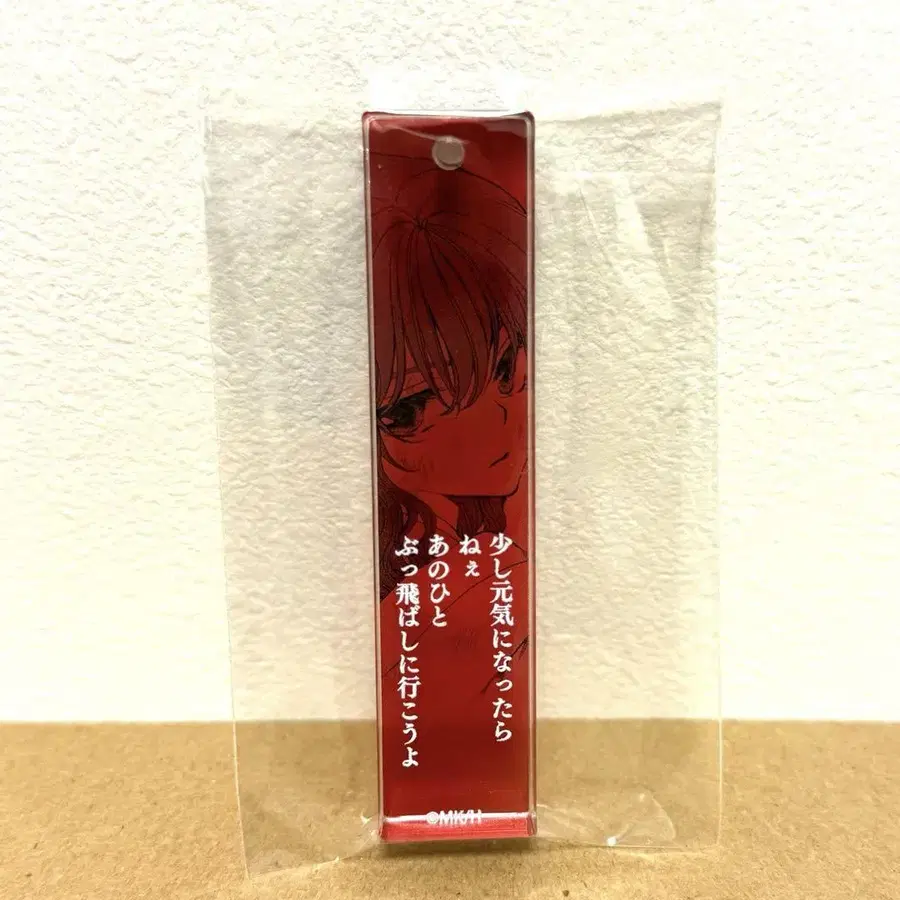 少し元気になったら
ねぇ
あのひと
ぶっ飛ばしに行こうよ
©MK/H